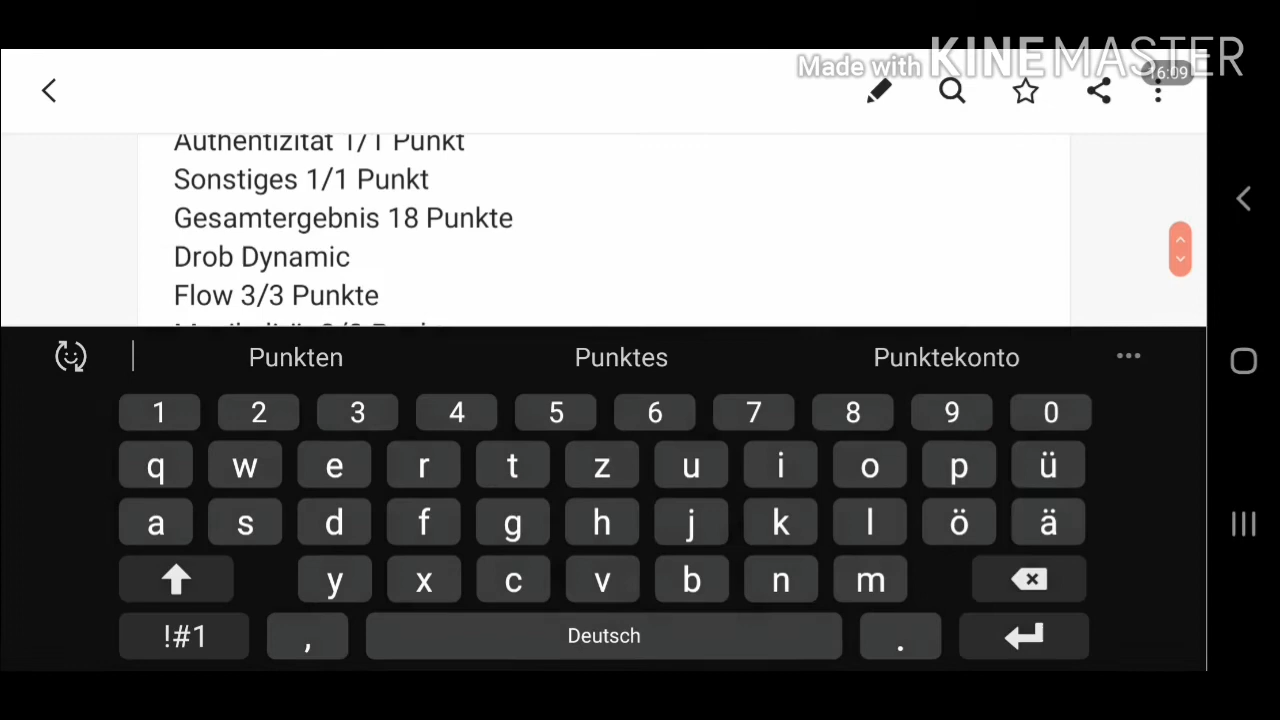 Made with KINEMASTER
16:09
Authentizität 1/1 Punkt
Sonstiges 1/1 Punkt
Gesamtergebnis 18 Punkte
Drob Dynamic
Flow 3/3 Punkte
Punkten Punktes Punktekonto
1 2 3 4 5 6 7 8 9 0
q w e r t z u i o p ü
a s d f g h j k l ö ä
y x c v b n m
!#1 , Deutsch .